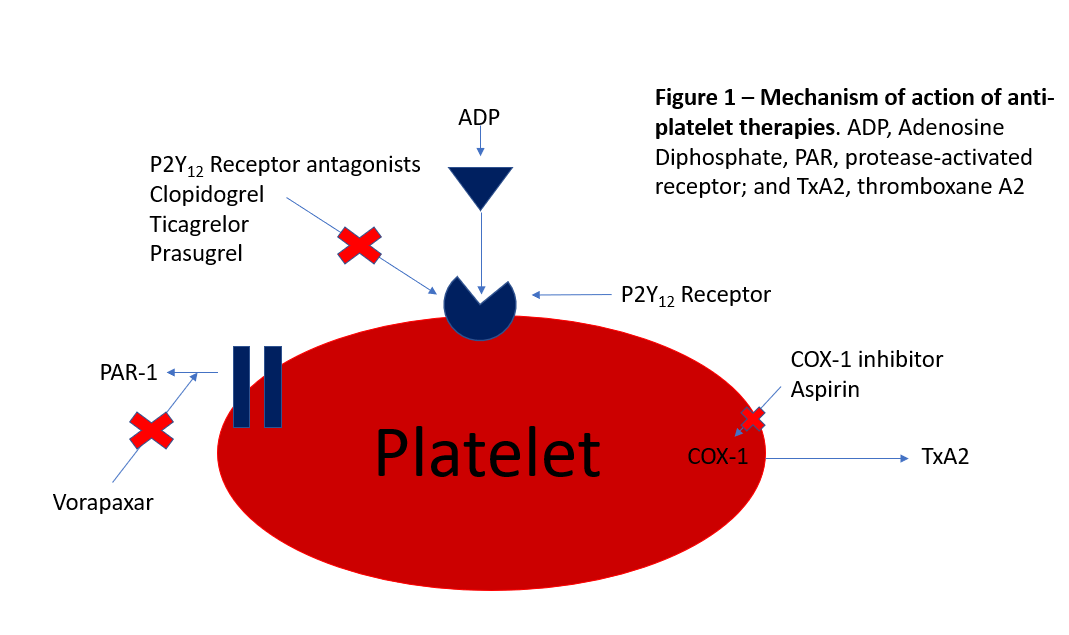 Figure 1 – Mechanism of action of anti-
platelet therapies. ADP, Adenosine
Diphosphate, PAR, protease-activated
receptor; and TxA2, thromboxane A2
ADP
P2Y₁₂ Receptor antagonists
Clopidogrel
Ticagrelor
Prasugrel
P2Y₁₂ Receptor
PAR-1
COX-1 inhibitor
Aspirin
Platelet
COX-1
TxA2
Vorapaxar